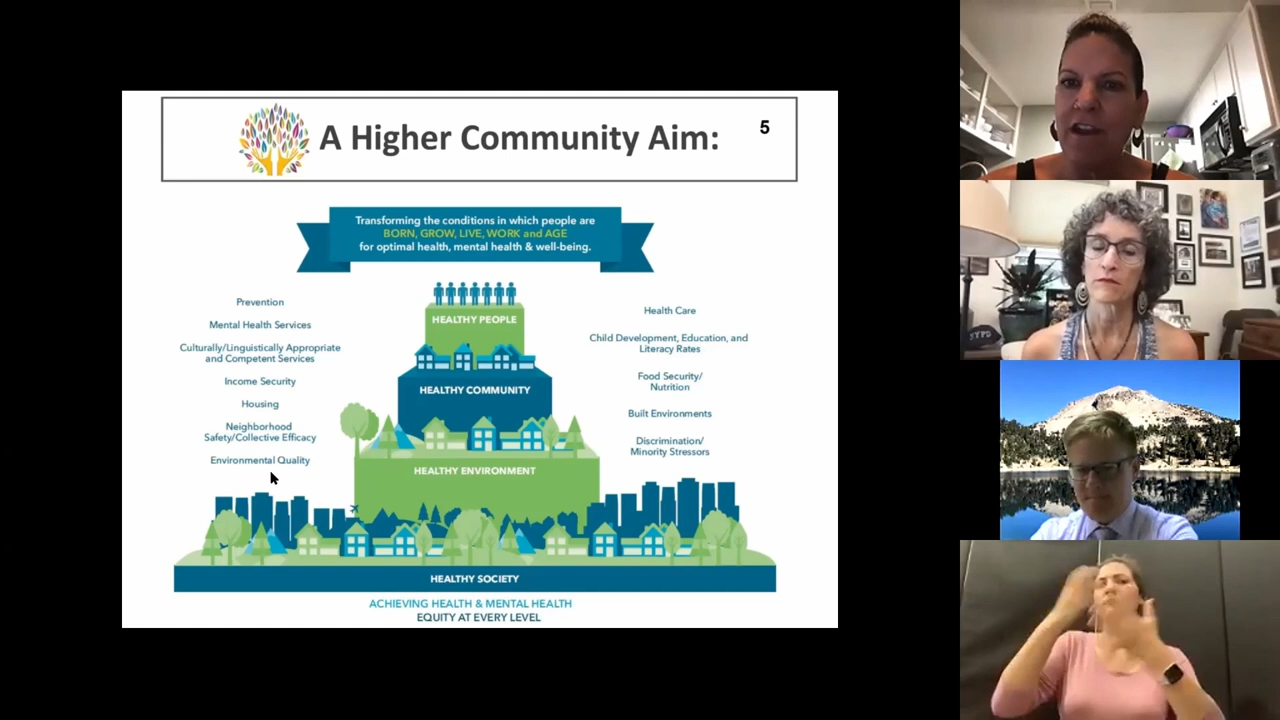 A Higher Community Aim:
5
Transforming the conditions in which people are
BORN, GROW, LIVE, WORK and AGE
for optimal health, mental health & well-being.
HEALTHY PEOPLE
HEALTHY COMMUNITY
HEALTHY ENVIRONMENT
HEALTHY SOCIETY
Prevention
Mental Health Services
Culturally/Linguistically Appropriate
and Competent Services
Income Security
Housing
Neighborhood
Safety/Collective Efficacy
Environmental Quality
Health Care
Child Development, Education, and
Literacy Rates
Food Security/
Nutrition
Built Environments
Discrimination/
Minority Stressors
ACHIEVING HEALTH & MENTAL HEALTH
EQUITY AT EVERY LEVEL